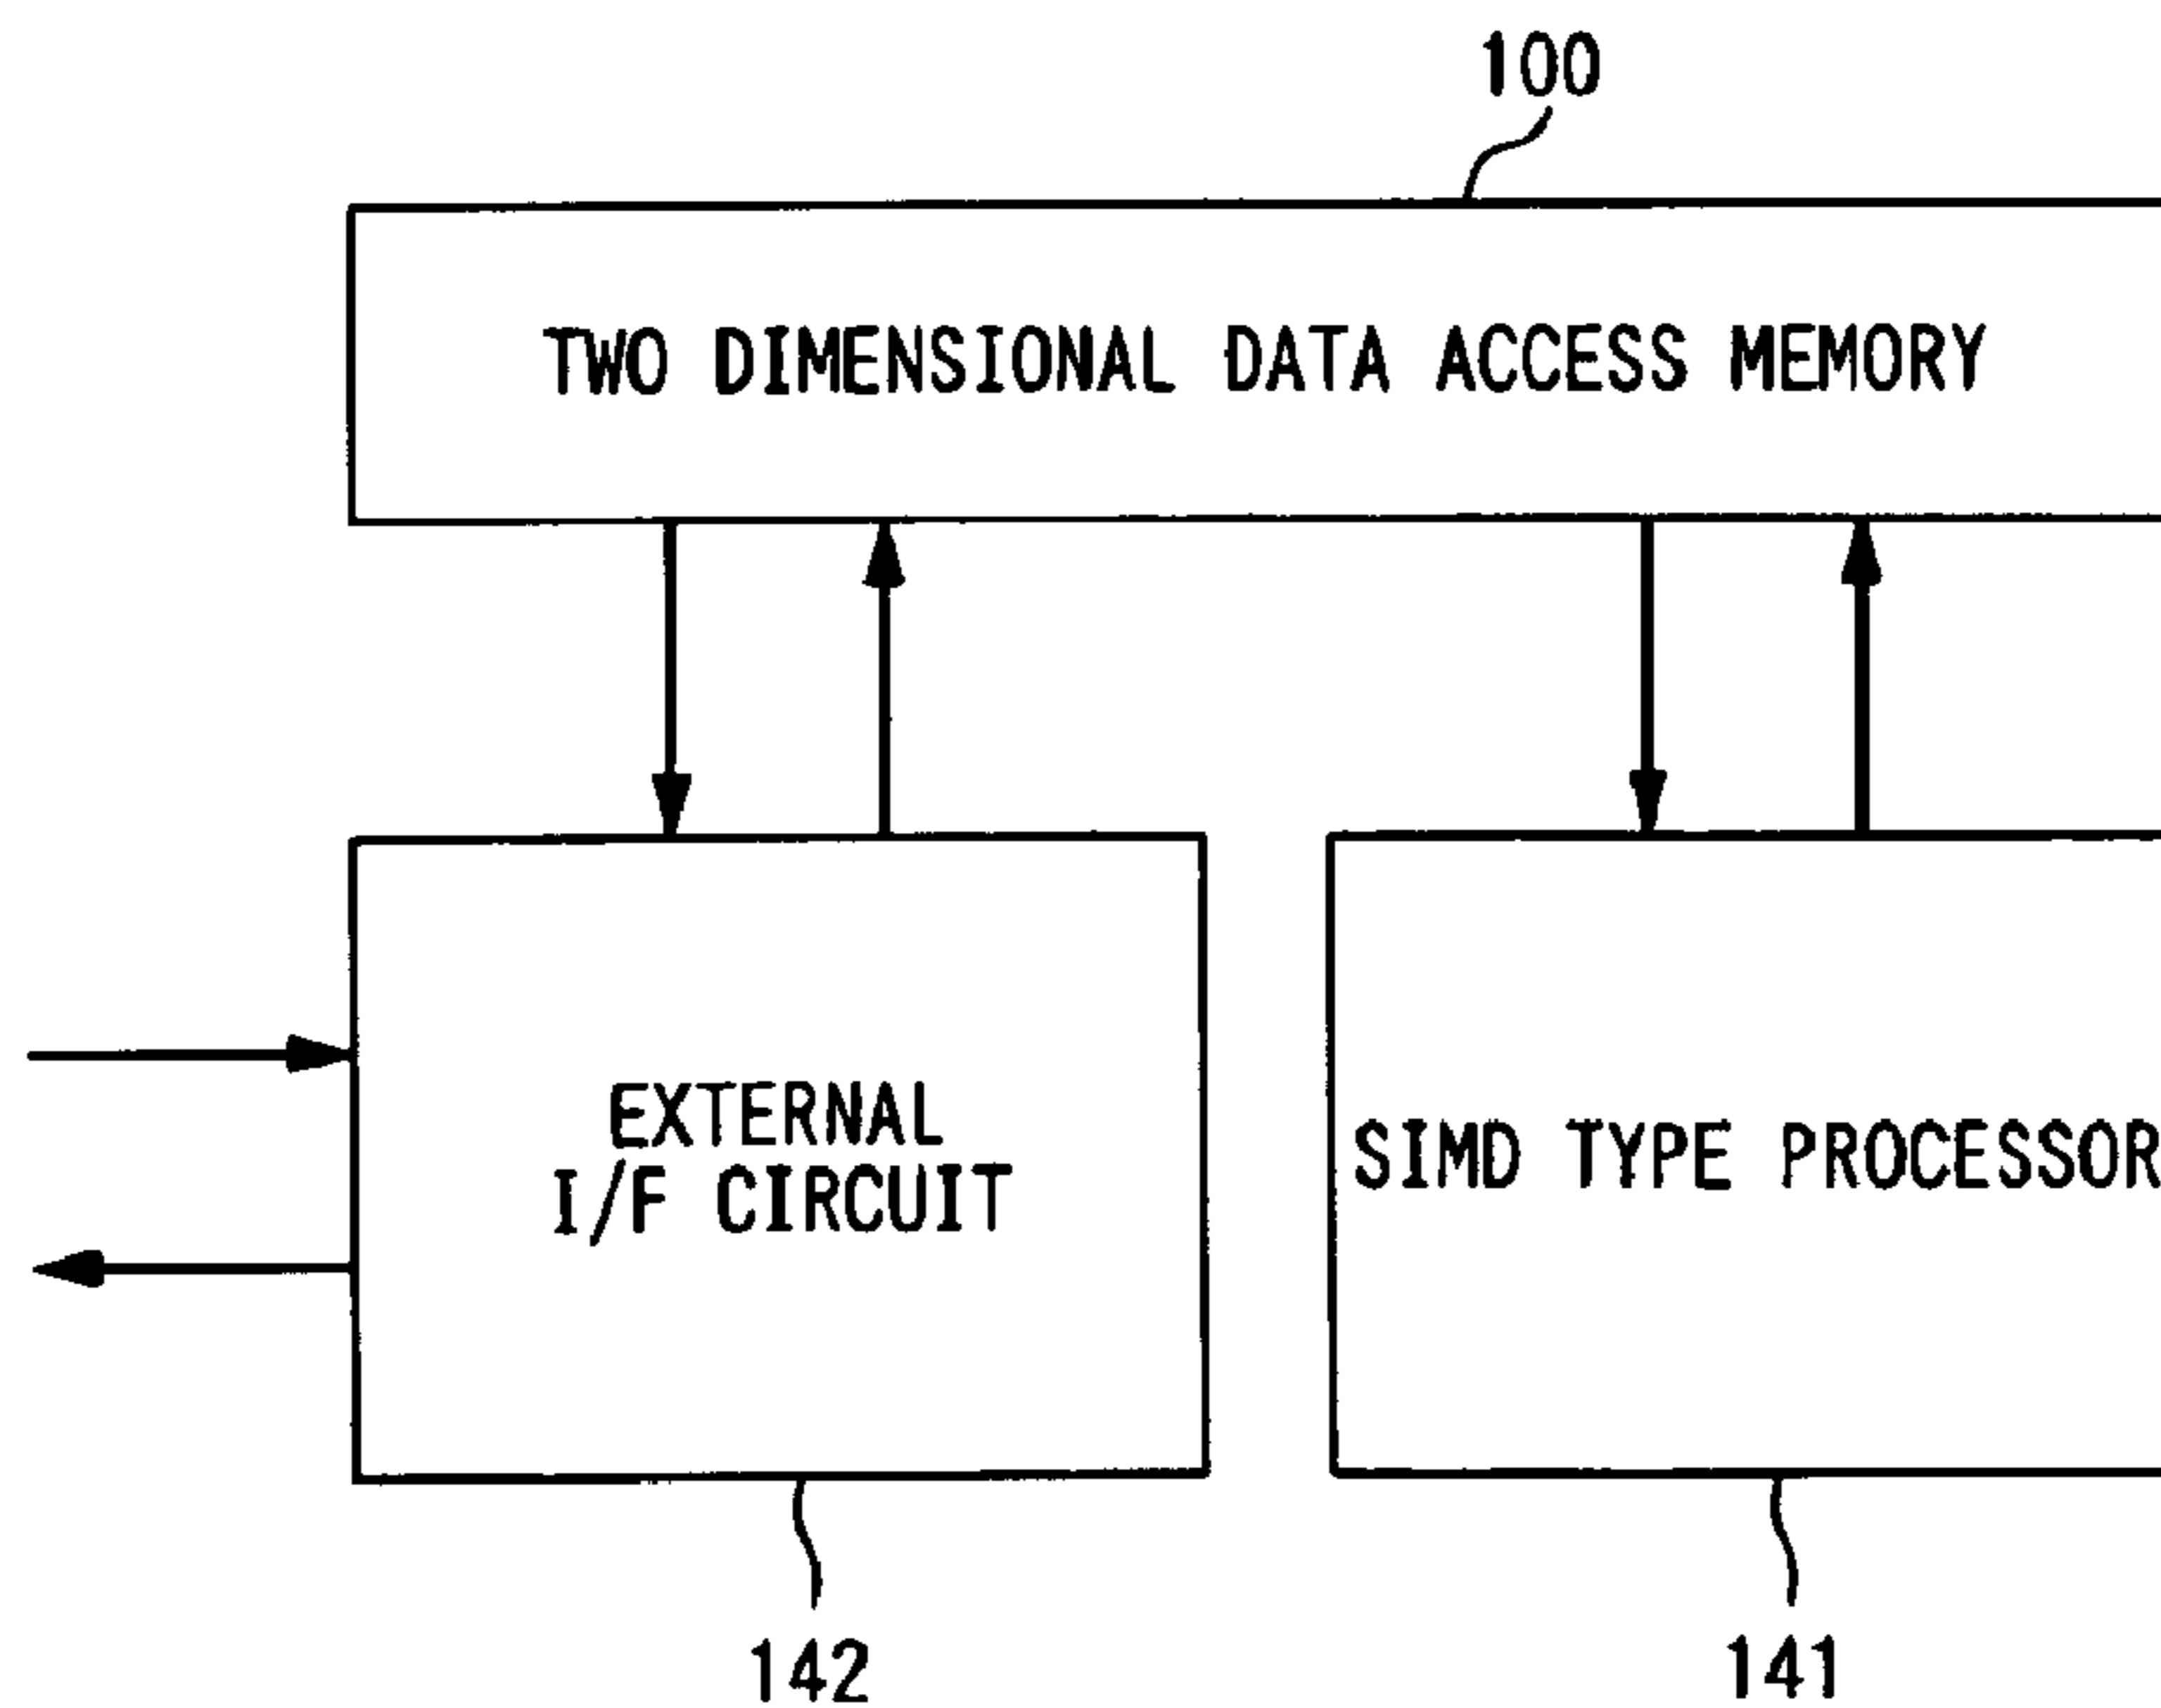 100
TWO DIMENSIONAL DATA ACCESS MEMORY
EXTERNAL
I/F CIRCUIT
SIMD TYPE PROCESSOR
142
141